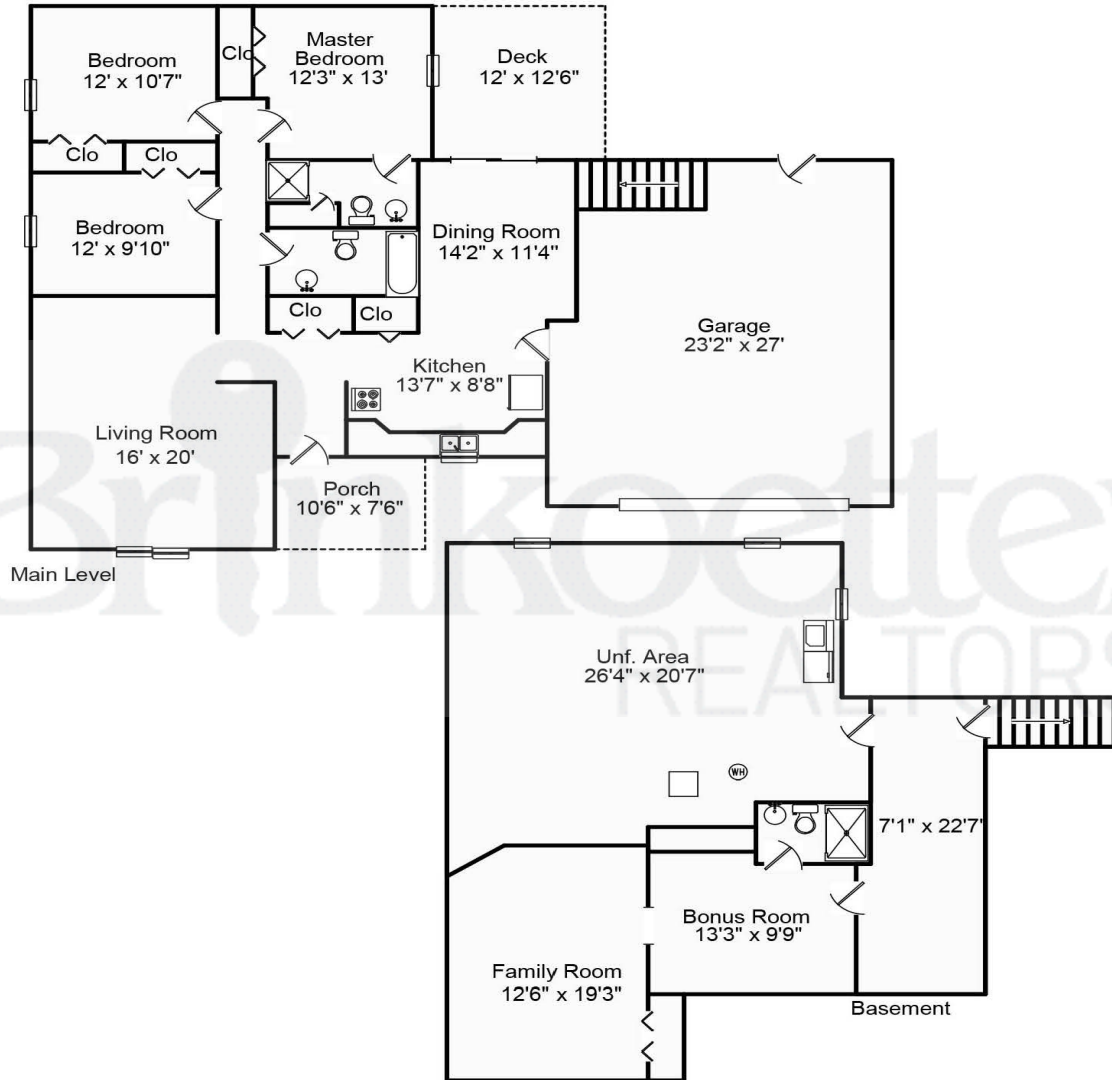 Bedroom
12' x 10'7"
Clo
Master
Bedroom
12'3" x 13'
Deck
12' x 12'6"
Clo
Clo
Bedroom
12' x 9'10"
Dining Room
14'2" x 11'4"
Clo
Clo
Garage
23'2" x 27'
Kitchen
13'7" x 8'8"
Living Room
16' x 20'
Porch
10'6" x 7'6"
Main Level
Brinkoetter
REALTORS
Unf. Area
26'4" x 20'7"
WH
7'1" x 22'7"
Bonus Room
13'3" x 9'9"
Family Room
12'6" x 19'3"
Basement